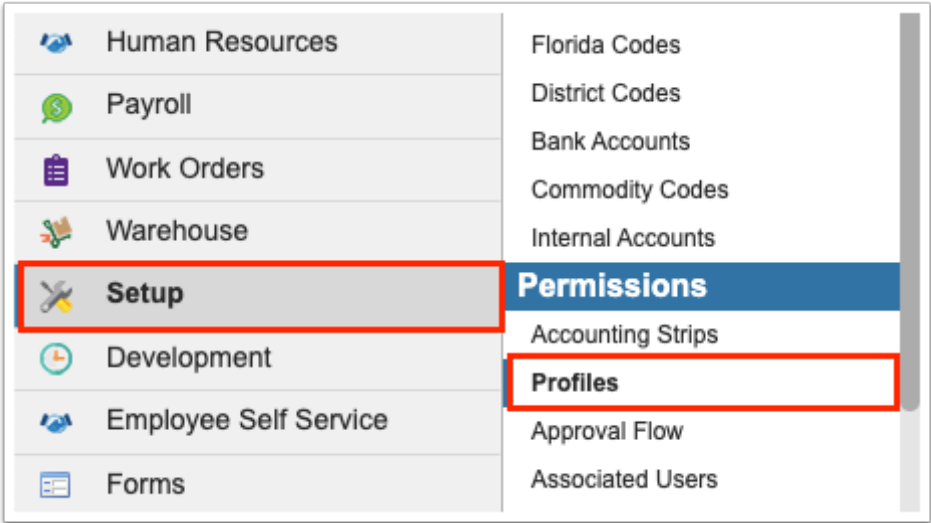 Human Resources
Payroll
Work Orders
Warehouse
Setup
Development
Employee Self Service
Forms
Florida Codes
District Codes
Bank Accounts
Commodity Codes
Internal Accounts
Permissions
Accounting Strips
Profiles
Approval Flow
Associated Users